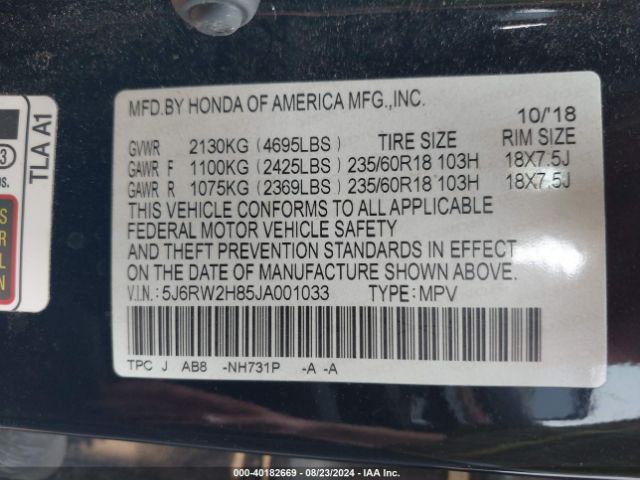 MFD.BY HONDA OF AMERICA MFG.,INC.
10/'18
GVWR 2130KG (4695LBS) TIRE SIZE RIM SIZE
GAWR F 1100KG (2425LBS) 235/60R18 103H 18X7.5J
GAWR R 1075KG (2369LBS) 235/60R18 103H 18X7.5J
THIS VEHICLE CONFORMS TO ALL APPLICABLE
FEDERAL MOTOR VEHICLE SAFETY
AND THEFT PREVENTION STANDARDS IN EFFECT
ON THE DATE OF MANUFACTURE SHOWN ABOVE.
V.I.N.: 5J6RW2H85JA001033 TYPE: MPV
TPC J AB8 -NH731P -A -A
TLA A1
3
000-40182669 - 08/23/2024 - IAA Inc.